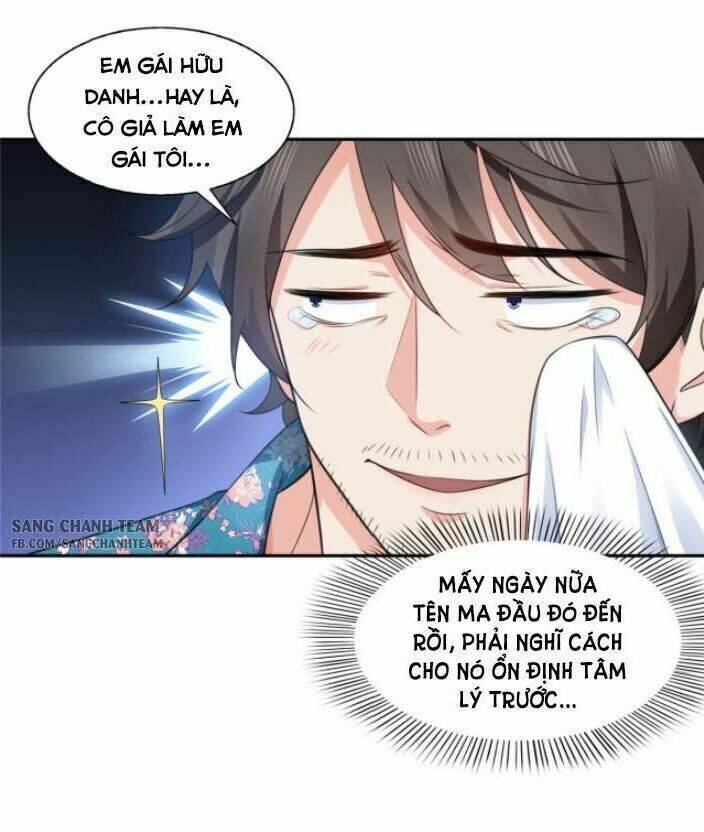 EM GÁI HỮU
DANH...HAY LÀ,
CÔ GIẢ LÀM EM
GÁI TÔI...
SANG CHẢNH TEAM
FB.COM/SANGCHANHTEAM
MẤY NGÀY NỮA
TÊN MA ĐẦU ĐÓ ĐẾN
RỒI, PHẢI NGHĨ CÁCH
CHO NÓ ỔN ĐỊNH TÂM
LÝ TRƯỚC...